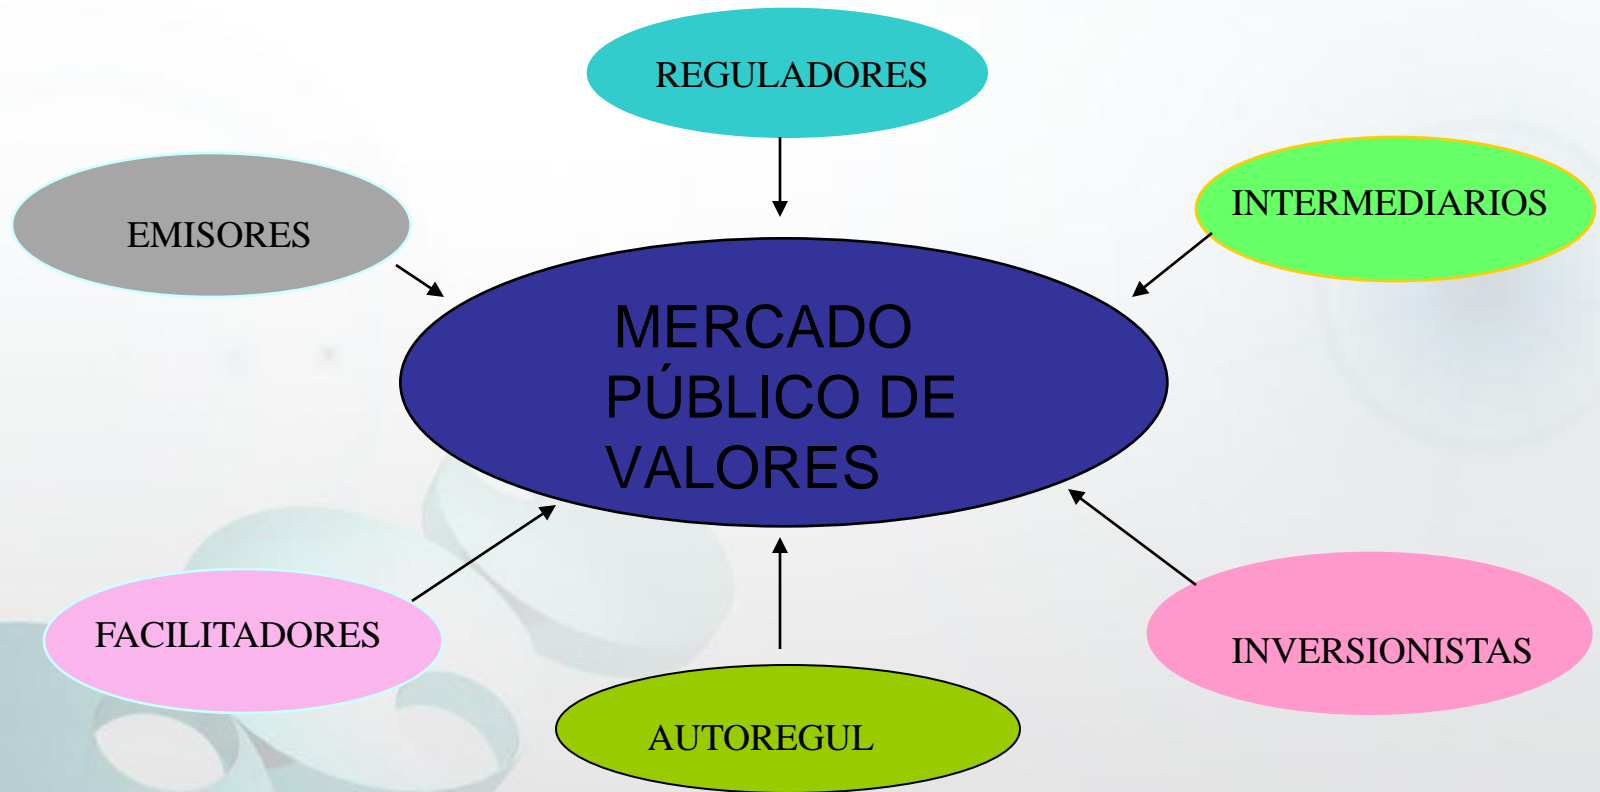 REGULADORES
INTERMEDIARIOS
EMISORES
MERCADO
PÚBLICO DE
VALORES
FACILITADORES
INVERSIONISTAS
AUTOREGUL